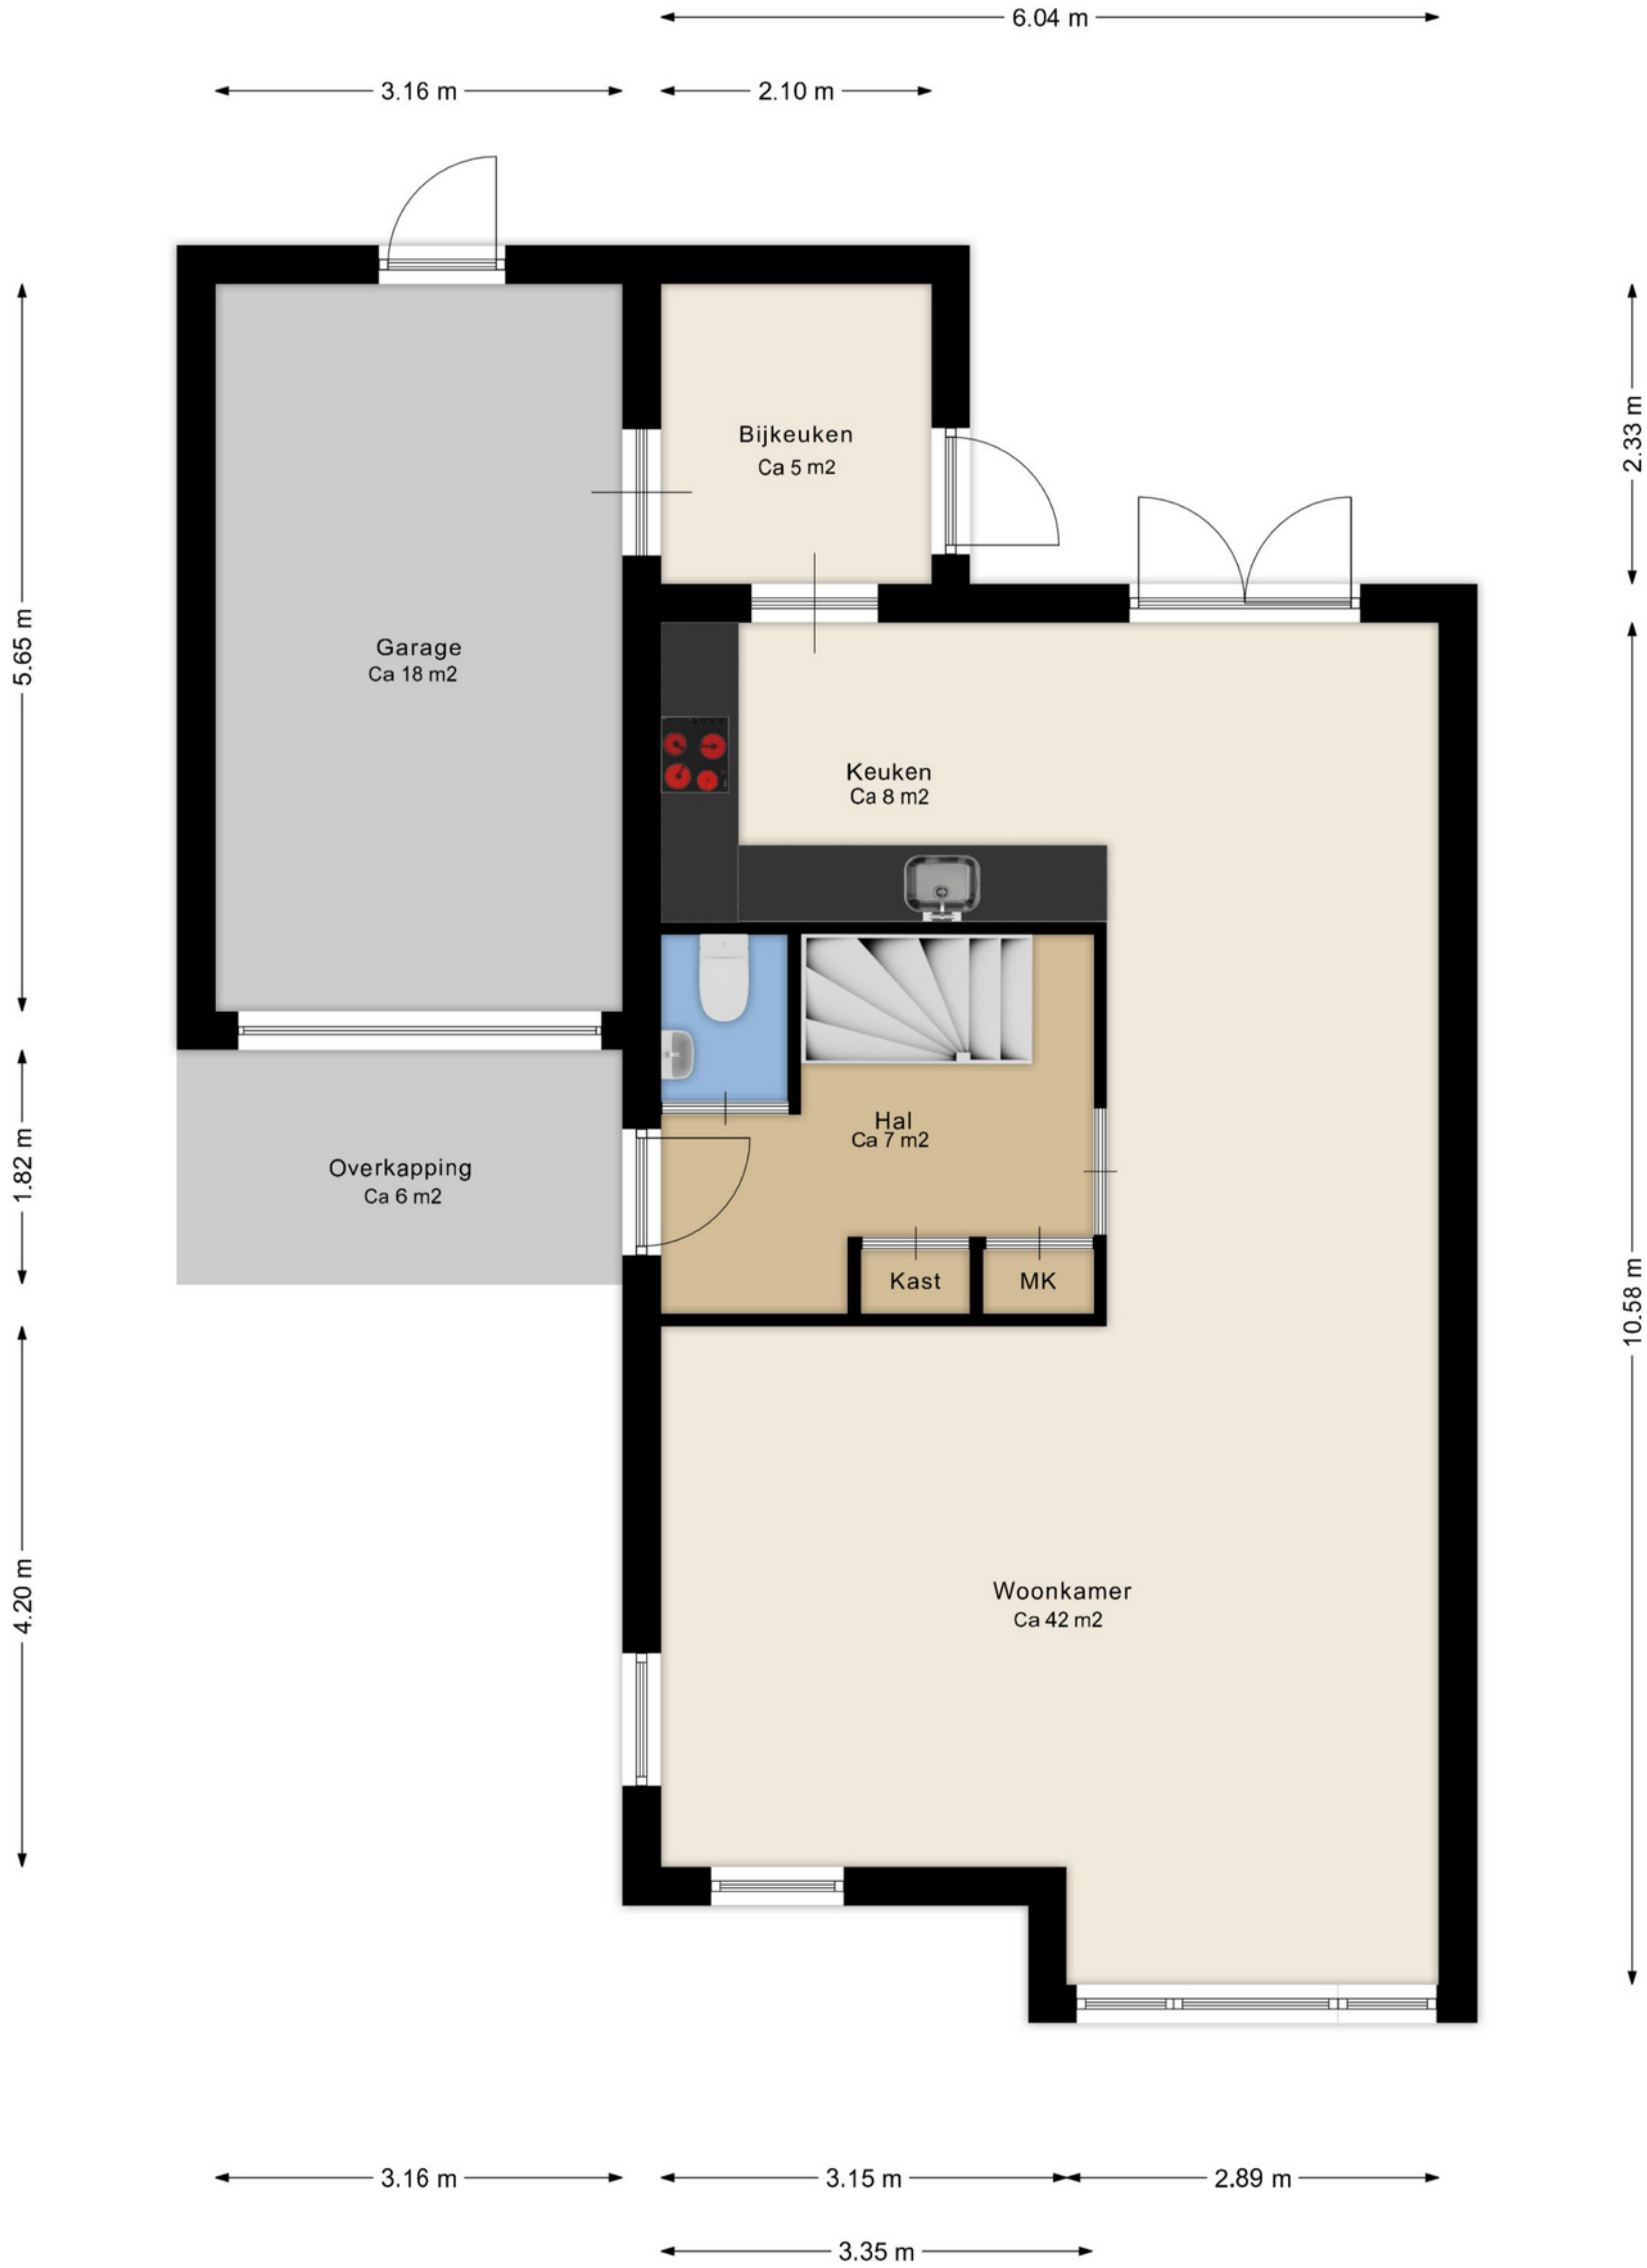 6.04 m
3.16 m
2.10 m
Bijkeuken
Ca 5 m2
2.33 m
Garage
Ca 18 m2
5.65 m
Keuken
Ca 8 m2
Hal
Ca 7 m2
Overkapping
Ca 6 m2
1.82 m
Kast
MK
10.58 m
Woonkamer
Ca 42 m2
4.20 m
3.16 m
3.15 m
2.89 m
3.35 m